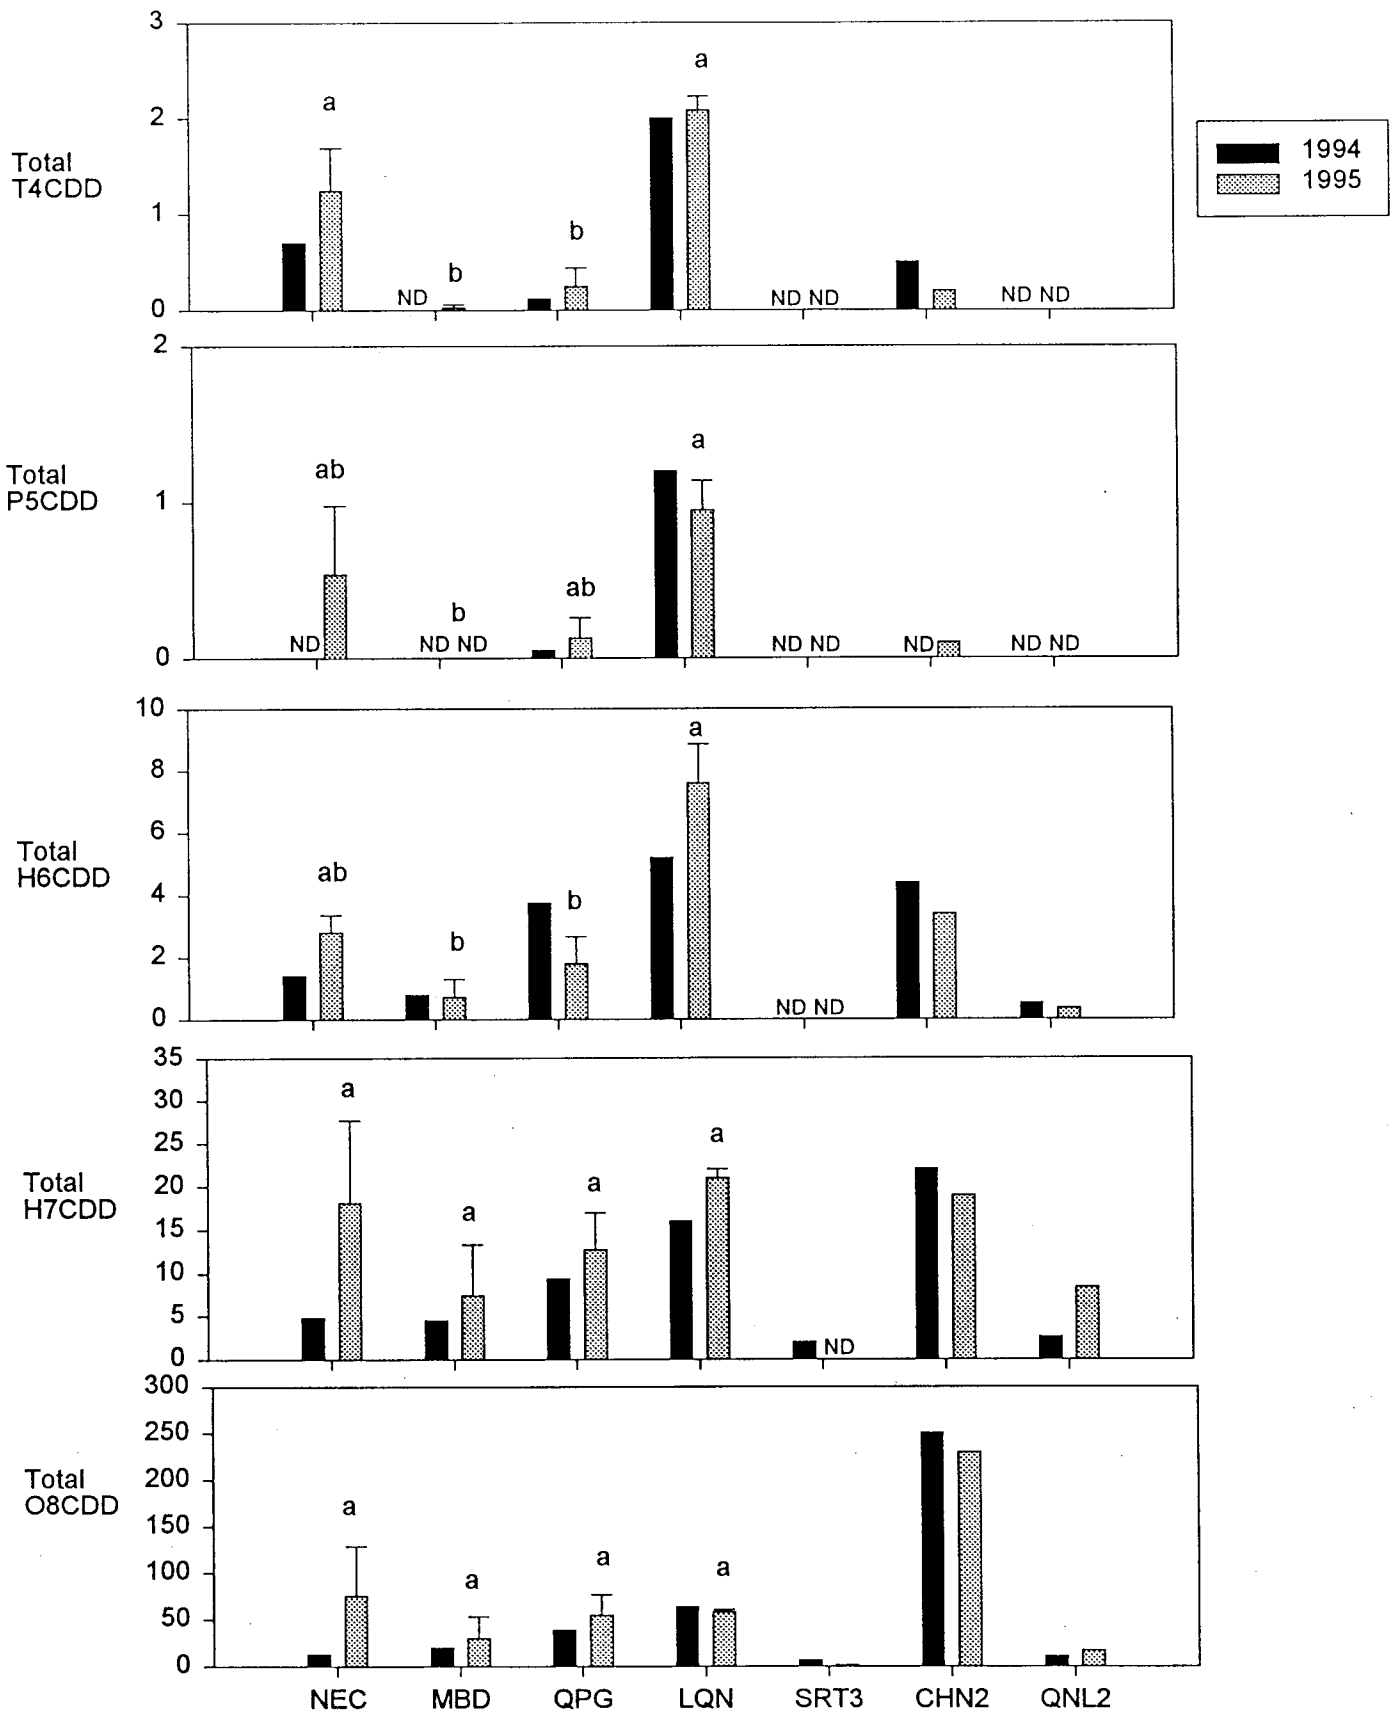 3
2
1
0
Total
T4CDD
a
ND
b
b
a
ND ND
ND ND
1994
1995
2
1
0
Total
P5CDD
ND
ab
b
ND ND
ab
a
ND ND
ND
ND ND
10
8
6
4
2
0
Total
H6CDD
ab
b
b
a
ND ND
35
30
25
20
15
10
5
0
Total
H7CDD
a
a
a
a
ND
300
250
200
150
100
50
0
Total
O8CDD
a
a
a
a
NEC MBD QPG LQN SRT3 CHN2 QNL2